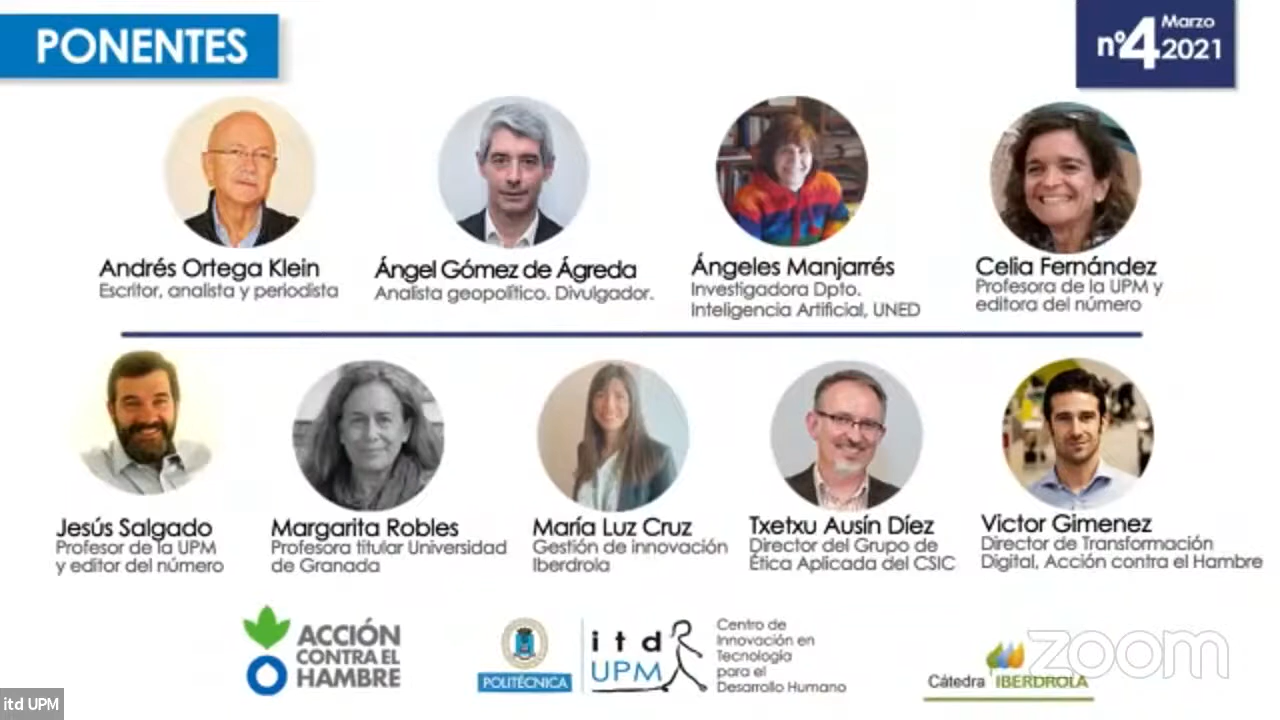 PONENTES
nº4 Marzo
2021
Andrés Ortega Klein
Escritor, analista y periodista
Ángel Gómez de Ágreda
Analista geopolítico. Divulgador.
Ángeles Manjarrés
Investigadora Dpto.
Inteligencia Artificial, UNED
Celia Fernández
Profesora de la UPM y
editora del número
Jesús Salgado
Profesor de la UPM
y editor del número
Margarita Robles
Profesora titular Universidad
de Granada
María Luz Cruz
Gestión de innovación
Iberdrola
Txetxu Ausín Díez
Director del Grupo de
Ética Aplicada del CSIC
Victor Gimenez
Director de Transformación
Digital, Acción contra el Hambre
ACCIÓN
CONTRA EL
HAMBRE
POLITÉCNICA
itd
UPM
Centro de
Innovación en
Tecnología
para el
Desarrollo Humano
Cátedra IBERDROLA
zoom
itd UPM